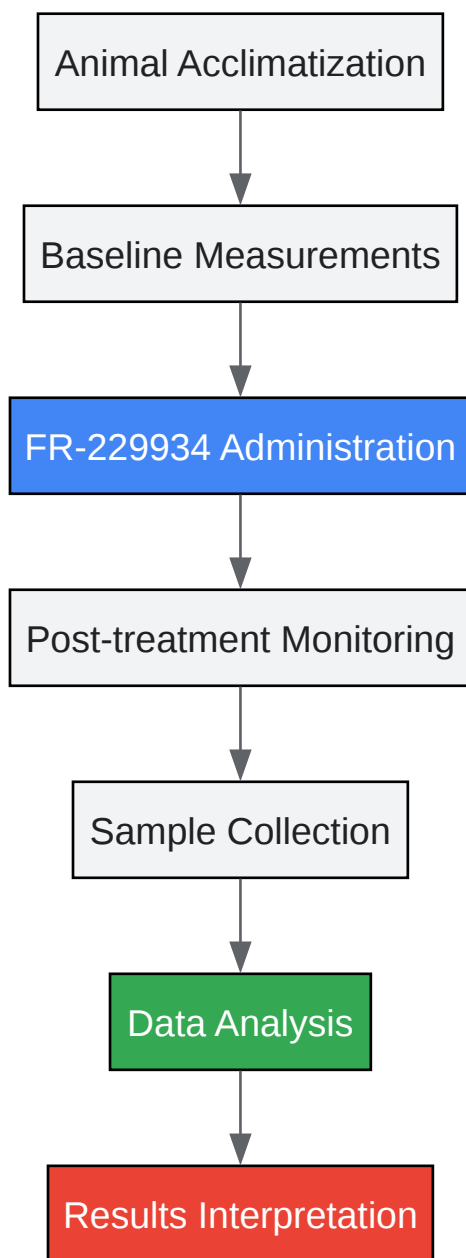 Animal Acclimatization
Baseline Measurements
FR-229934 Administration
Post-treatment Monitoring
Sample Collection
Data Analysis
Results Interpretation